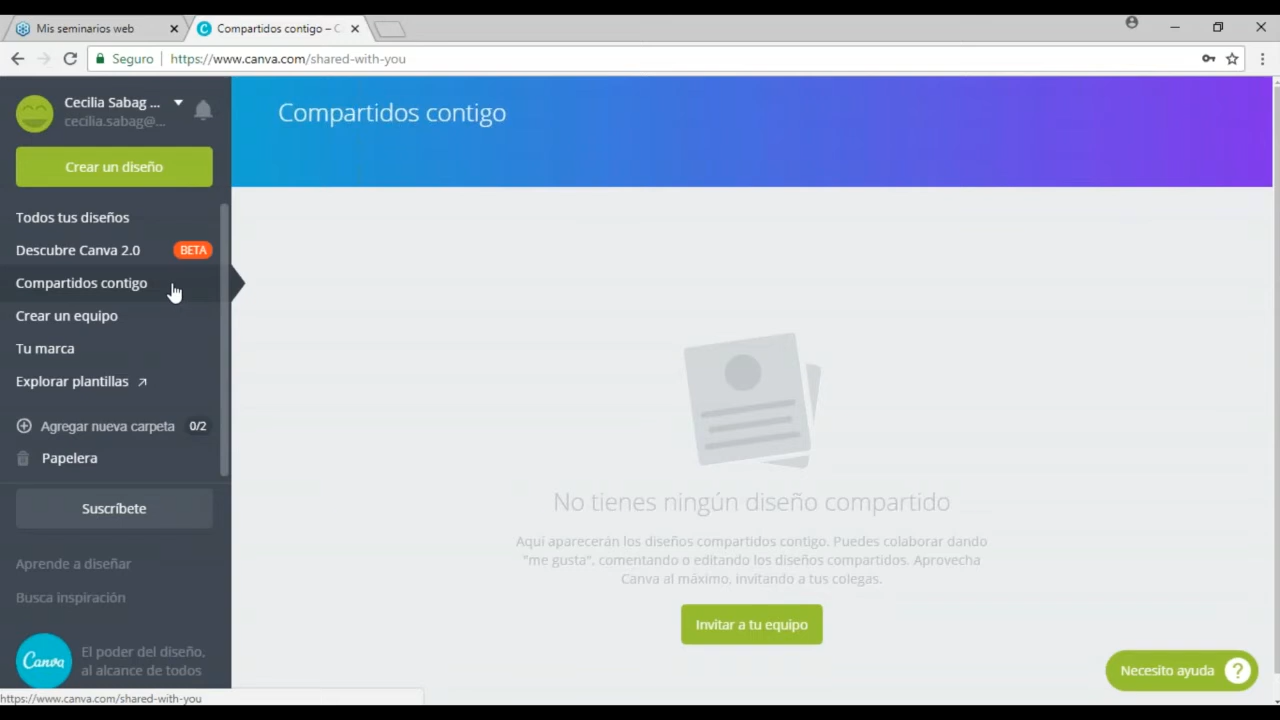 Mis seminarios web
Compartidos contigo – C
Seguro
https://www.canva.com/shared-with-you
Cecilia Sabag ...
cecilia.sabag@...
Crear un diseño
Todos tus diseños
Descubre Canva 2.0 BETA
Compartidos contigo
Crear un equipo
Tu marca
Explorar plantillas
Agregar nueva carpeta 0/2
Papelera
Suscríbete
Aprende a diseñar
Busca inspiración
Canva
El poder del diseño,
al alcance de todos
https://www.canva.com/shared-with-you
Compartidos contigo
No tienes ningún diseño compartido
Aquí aparecerán los diseños compartidos contigo. Puedes colaborar dando
"me gusta", comentando o editando los diseños compartidos. Aprovecha
Canva al máximo, invitando a tus colegas.
Invitar a tu equipo
Necesito ayuda ?